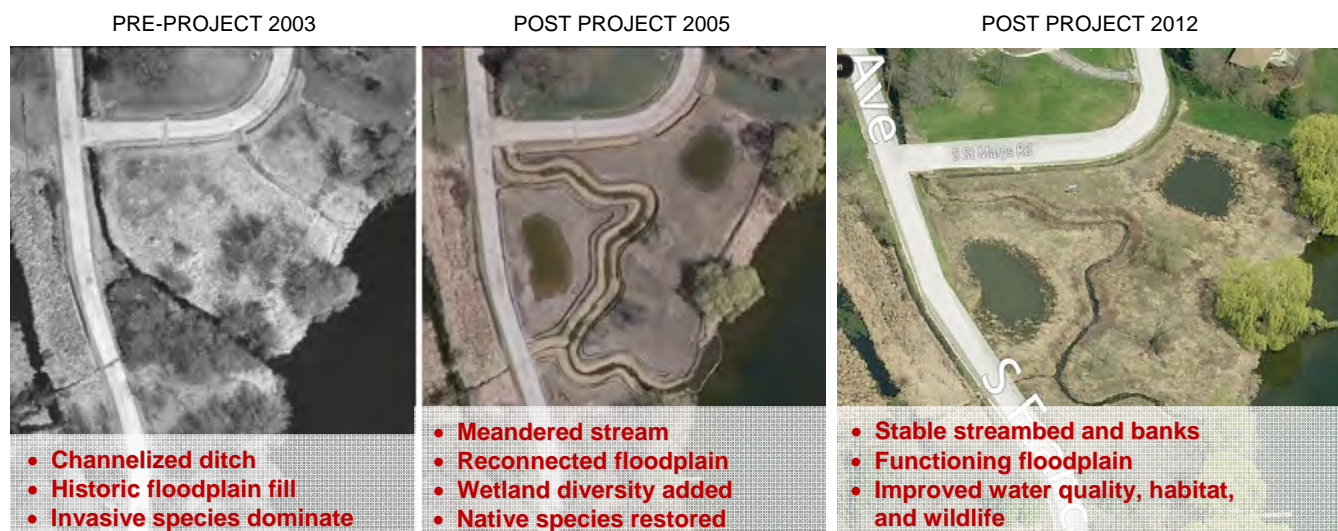 PRE-PROJECT 2003
POST PROJECT 2005
POST PROJECT 2012
• Channelized ditch
• Historic floodplain fill
• Invasive species dominate
• Meandered stream
• Reconnected floodplain
• Wetland diversity added
• Native species restored
Ave
S St Marys Rd
S
• Stable streambed and banks
• Functioning floodplain
• Improved water quality, habitat,
and wildlife